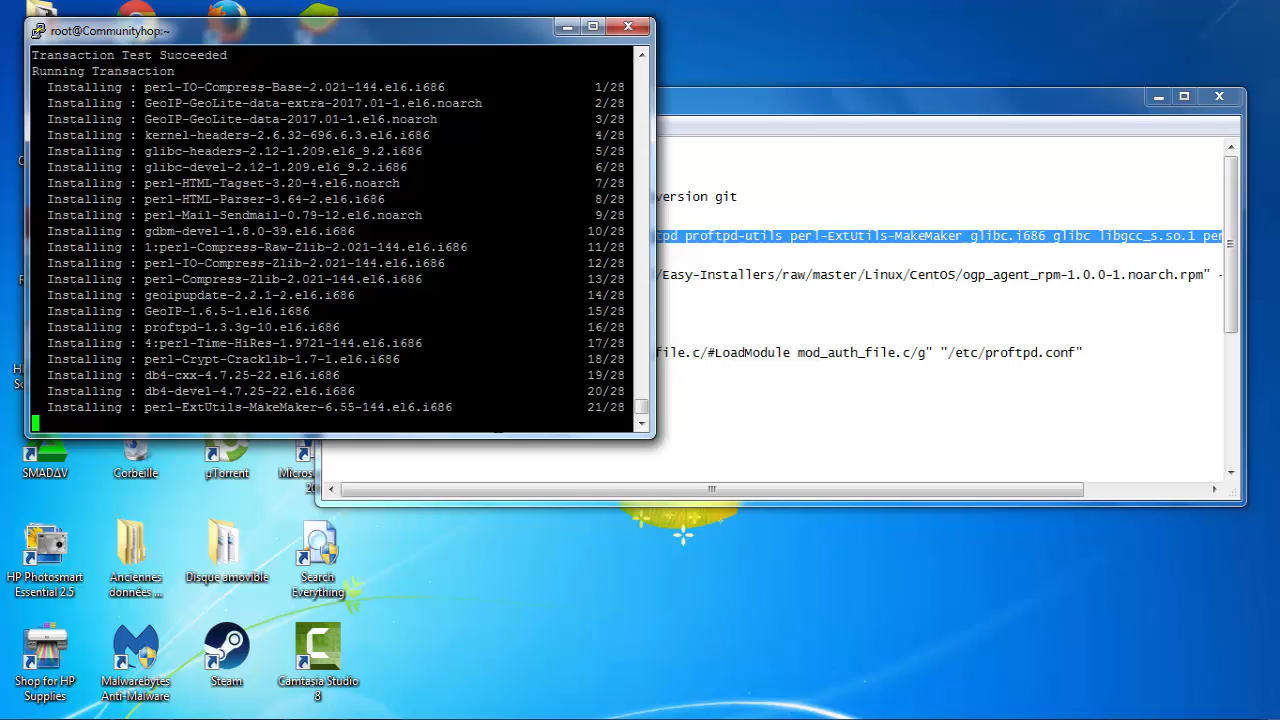 root@Communityhop:~
Transaction Test Succeeded
Running Transaction
Installing : perl-IO-Compress-Base-2.021-144.el6.i686 1/28
Installing : GeoIP-GeoLite-data-extra-2017.01-1.el6.noarch 2/28
Installing : GeoIP-GeoLite-data-2017.01-1.el6.noarch 3/28
Installing : kernel-headers-2.6.32-696.6.3.el6.i686 4/28
Installing : glibc-headers-2.12-1.209.el6_9.2.i686 5/28
Installing : glibc-devel-2.12-1.209.el6_9.2.i686 6/28
Installing : perl-HTML-Tagset-3.20-4.el6.noarch 7/28
Installing : perl-HTML-Parser-3.64-2.el6.i686 8/28
Installing : perl-Mail-Sendmail-0.79-12.el6.noarch 9/28
Installing : gdbm-devel-1.8.0-39.el6.i686 10/28
Installing : 1:perl-Compress-Raw-Zlib-2.021-144.el6.i686 11/28
Installing : perl-IO-Compress-Zlib-2.021-144.el6.i686 12/28
Installing : perl-Compress-Zlib-2.021-144.el6.i686 13/28
Installing : geoipupdate-2.2.1-2.el6.i686 14/28
Installing : GeoIP-1.6.5-1.el6.i686 15/28
Installing : proftpd-1.3.3g-10.el6.i686 16/28
Installing : 4:perl-Time-HiRes-1.9721-144.el6.i686 17/28
Installing : perl-Crypt-Cracklib-1.7-1.el6.i686 18/28
Installing : db4-cxx-4.7.25-22.el6.i686 19/28
Installing : db4-devel-4.7.25-22.el6.i686 20/28
Installing : perl-ExtUtils-MakeMaker-6.55-144.el6.i686 21/28
version git
pd proftpd-utils perl-ExtUtils-MakeMaker glibc.i686 glibc libgcc_s.so.1 per
/Easy-Installers/raw/master/Linux/CentOS/ogp_agent_rpm-1.0.0-1.noarch.rpm" -
file.c/#LoadModule mod_auth_file.c/g" "/etc/proftpd.conf"
SMADΔV
Corbeille
µTorrent
Micros
20
HP Photosmart
Essential 2.5
Anciennes
données ...
Disque amovible
Search
Everything
Shop for HP
Supplies
Malwarebytes
Anti-Malware
Steam
Camtasia Studio
8